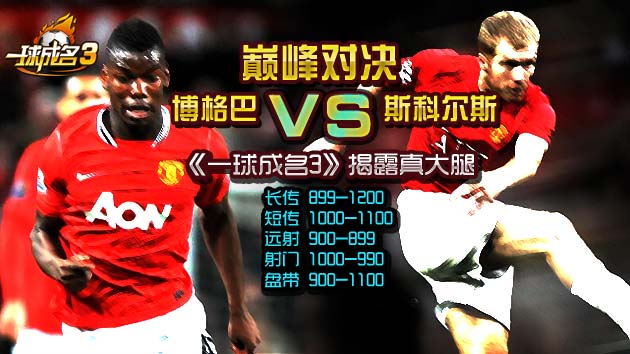 一球成名3
巅峰对决
博格巴 VS 斯科尔斯
《一球成名3》揭露真大腿
AON
长传 899—1200
短传 1000—1100
远射 900—899
射门 1000—990
盘带 900—1100